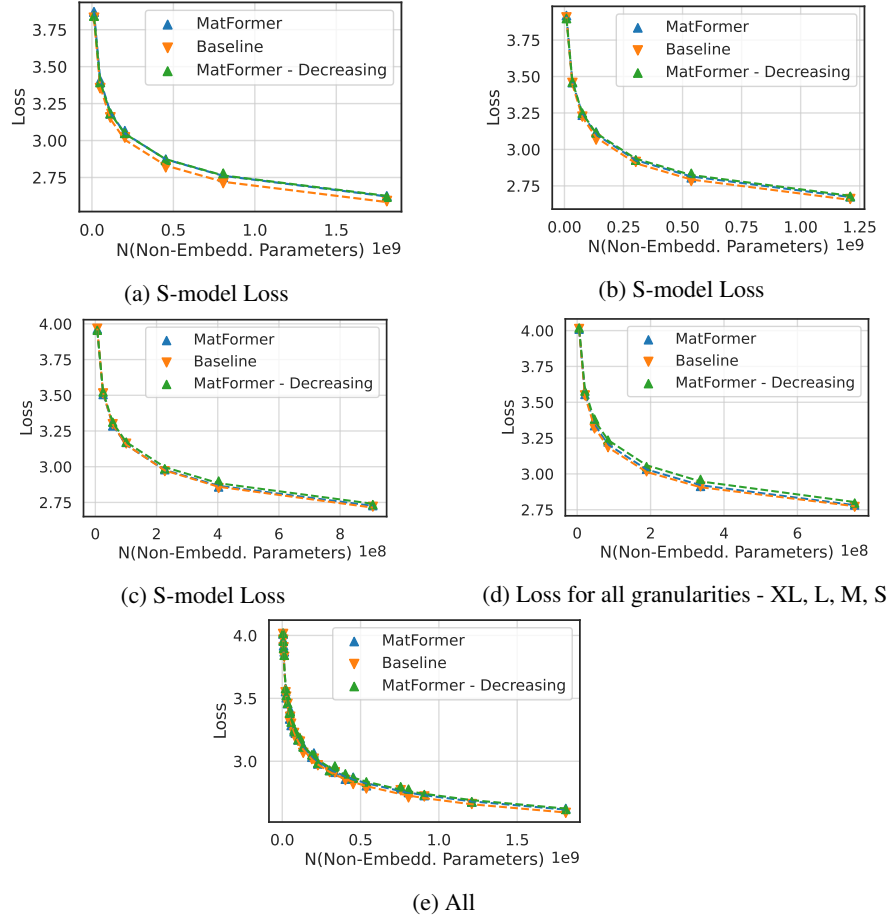 3.75
3.50
3.25
3.00
2.75
Loss
MatFormer
Baseline
MatFormer - Decreasing
0.0 0.5 1.0 1.5
N(Non-Embedd. Parameters) 1e9
(a) S-model Loss
3.75
3.50
3.25
3.00
2.75
Loss
MatFormer
Baseline
MatFormer - Decreasing
0.00 0.25 0.50 0.75 1.00 1.25
N(Non-Embedd. Parameters) 1e9
(b) S-model Loss
4.00
3.75
3.50
3.25
3.00
2.75
Loss
MatFormer
Baseline
MatFormer - Decreasing
0 2 4 6 8
N(Non-Embedd. Parameters) 1e8
(c) S-model Loss
4.00
3.75
3.50
3.25
3.00
2.75
Loss
MatFormer
Baseline
MatFormer - Decreasing
0 2 4 6
N(Non-Embedd. Parameters) 1e8
(d) Loss for all granularities - XL, L, M, S
4.0
3.5
3.0
Loss
MatFormer
Baseline
MatFormer - Decreasing
0.0 0.5 1.0 1.5
N(Non-Embedd. Parameters) 1e9
(e) All